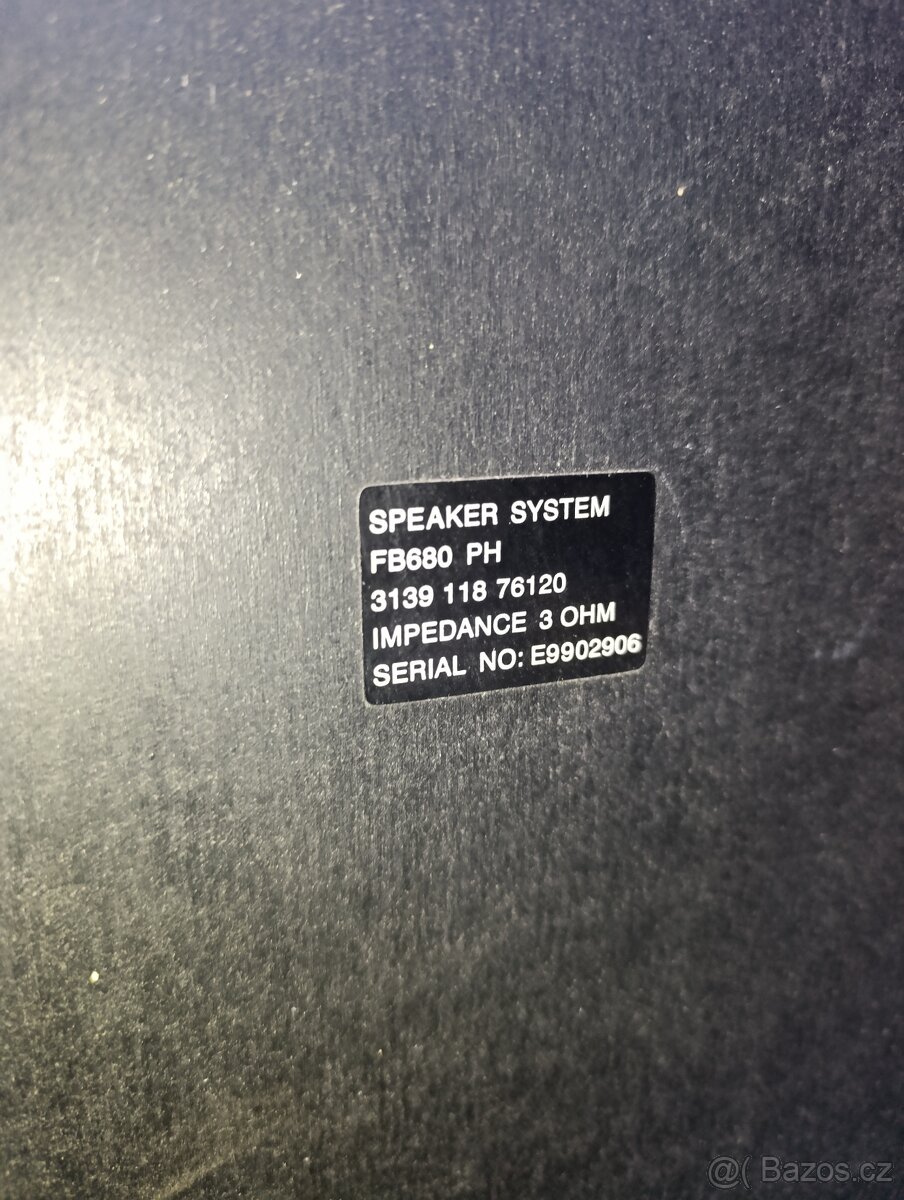 SPEAKER SYSTEM
FB680 PH
3139 118 76120
IMPEDANCE 3 OHM
SERIAL NO: E9902906
@( Bazos.cz